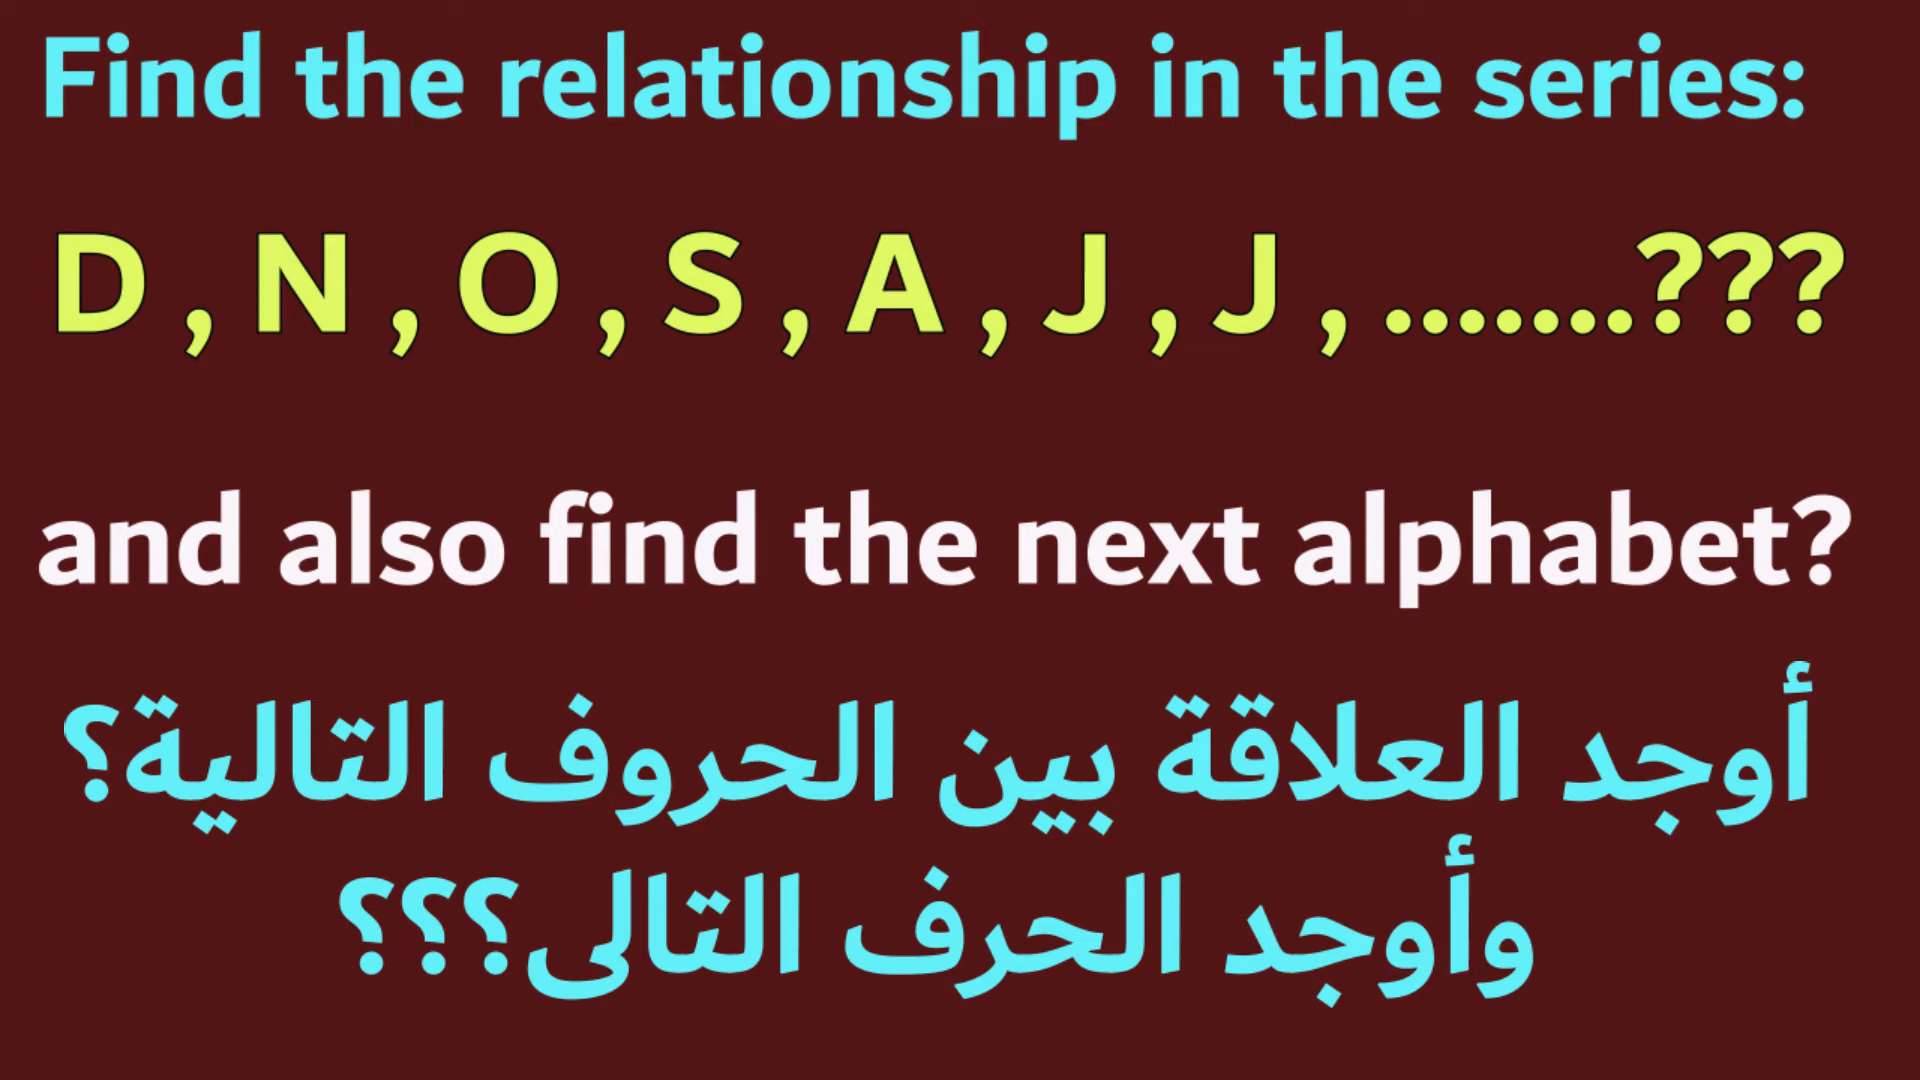 Find the relationship in the series:
D , N , O , S , A , J , J , .......???
and also find the next alphabet?
أوجد العلاقة بين الحروف التالية؟
وأوجد الحرف التالى؟؟؟